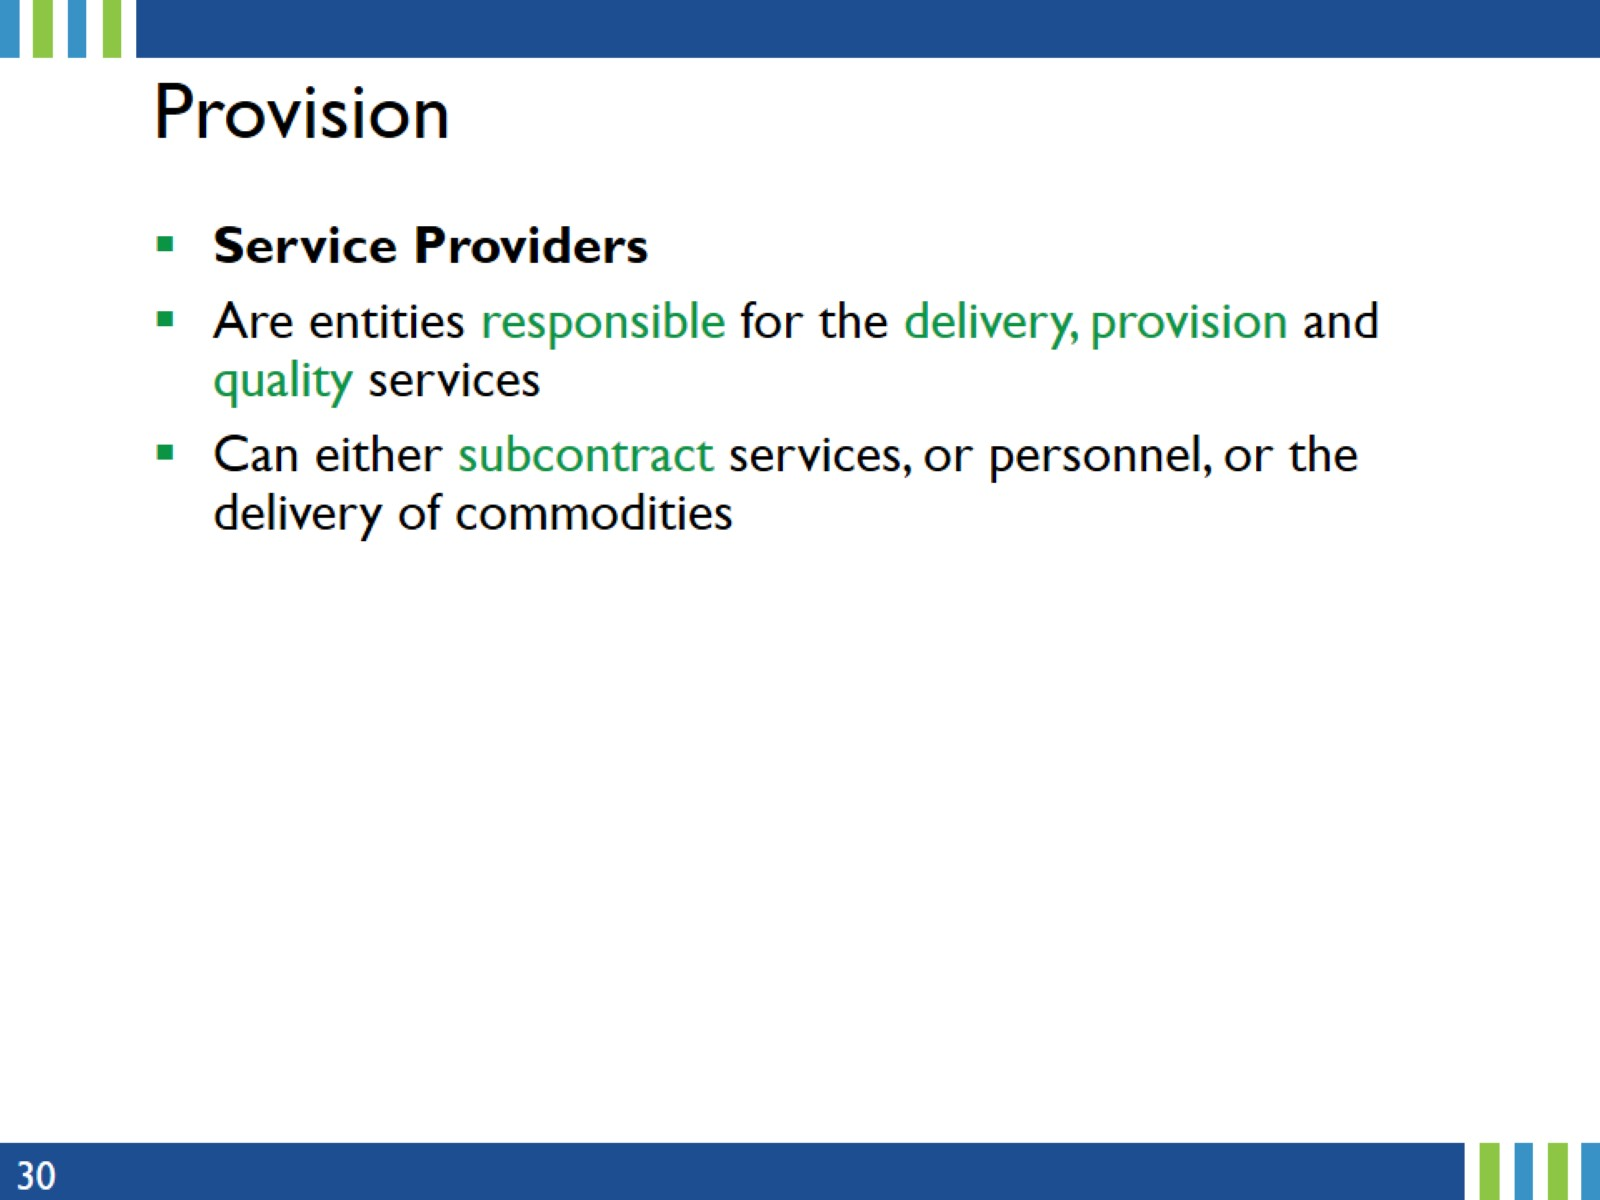 Provision
▪ Service Providers
▪ Are entities responsible for the delivery, provision and
quality services
▪ Can either subcontract services, or personnel, or the
delivery of commodities
30